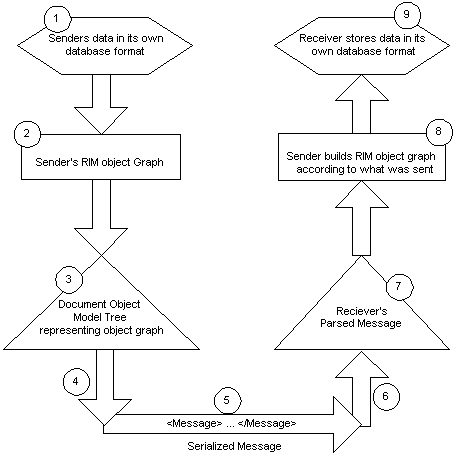 1
Senders data in its own
database format
2
Sender's RIM object Graph
3
Document Object
Model Tree
representing object graph
4
5
<Message> ... </Message>
Serialized Message
6
7
Reciever's
Parsed Message
8
Sender builds RIM object graph
according to what was sent
9
Receiver stores data in its
own database format